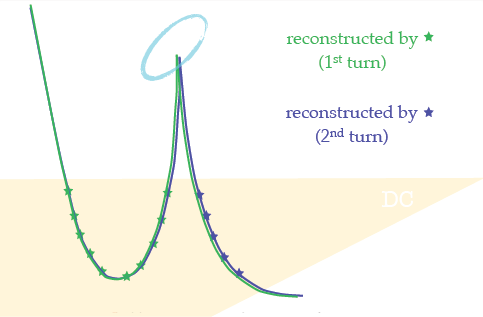 reconstructed by ★
(1st turn)
reconstructed by ★
(2nd turn)
DC